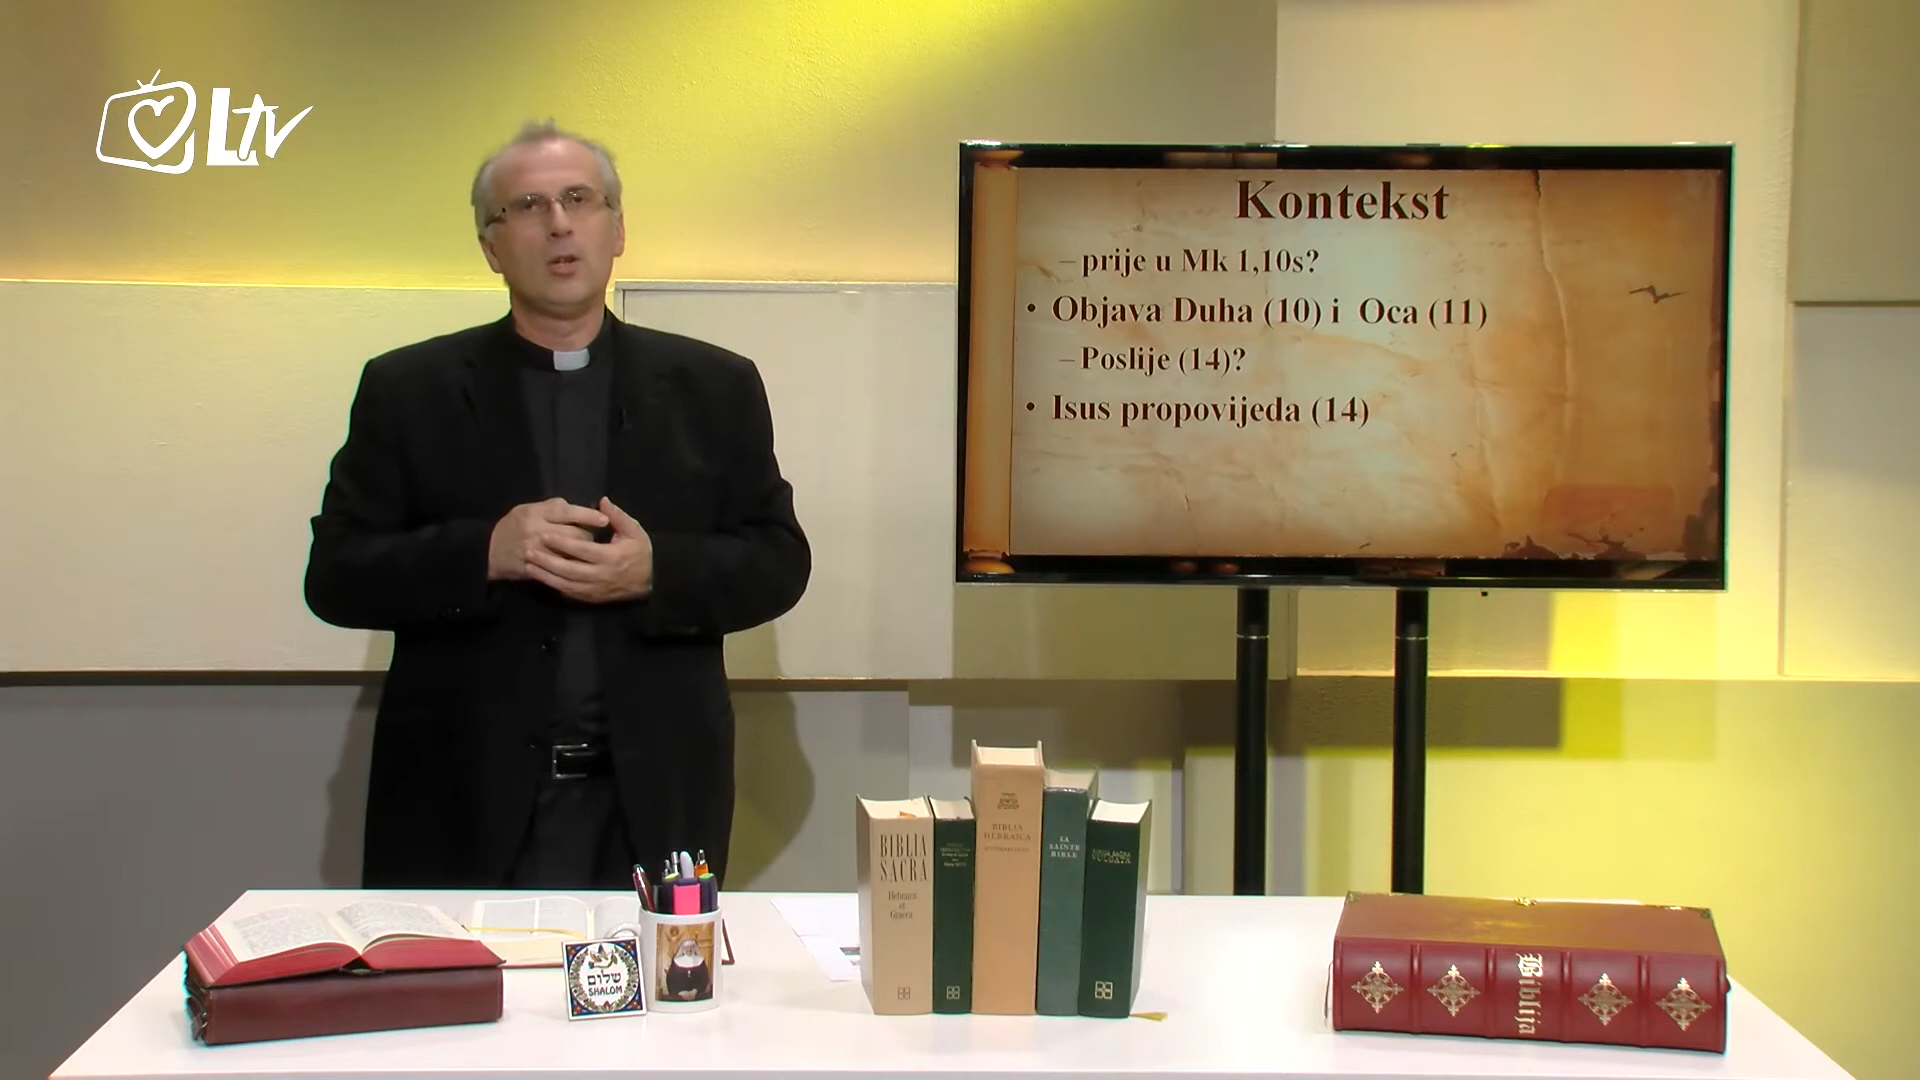 LTV
Kontekst
– prije u Mk 1,10s?
• Objava Duha (10) i Oca (11)
– Poslije (14)?
• Isus propovijeda (14)
BIBLIA
SACRA
Hebraica
et
Graeca
BIBLIA
HEBRAICA
LA
SAINTE
BIBLE
BIBLIA SACRA
VULGATA
שלום
SHALOM
Biblija